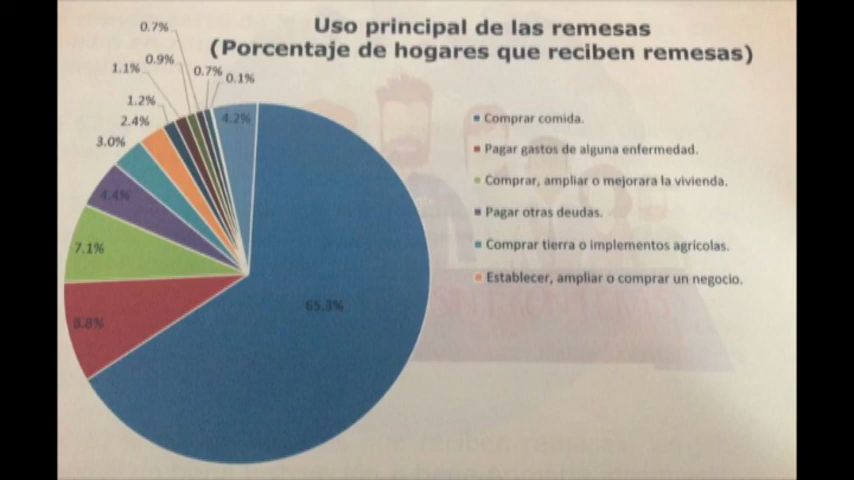 Uso principal de las remesas
(Porcentaje de hogares que reciben remesas)
0.7%
0.9%
1.1%
0.7%
0.1%
1.2%
2.4%
3.0%
4.2%
4.4%
7.1%
8.8%
65.3%
Comprar comida.
Pagar gastos de alguna enfermedad.
Comprar, ampliar o mejorara la vivienda.
Pagar otras deudas.
Comprar tierra o implementos agrícolas.
Establecer, ampliar o comprar un negocio.
que reciben remesas